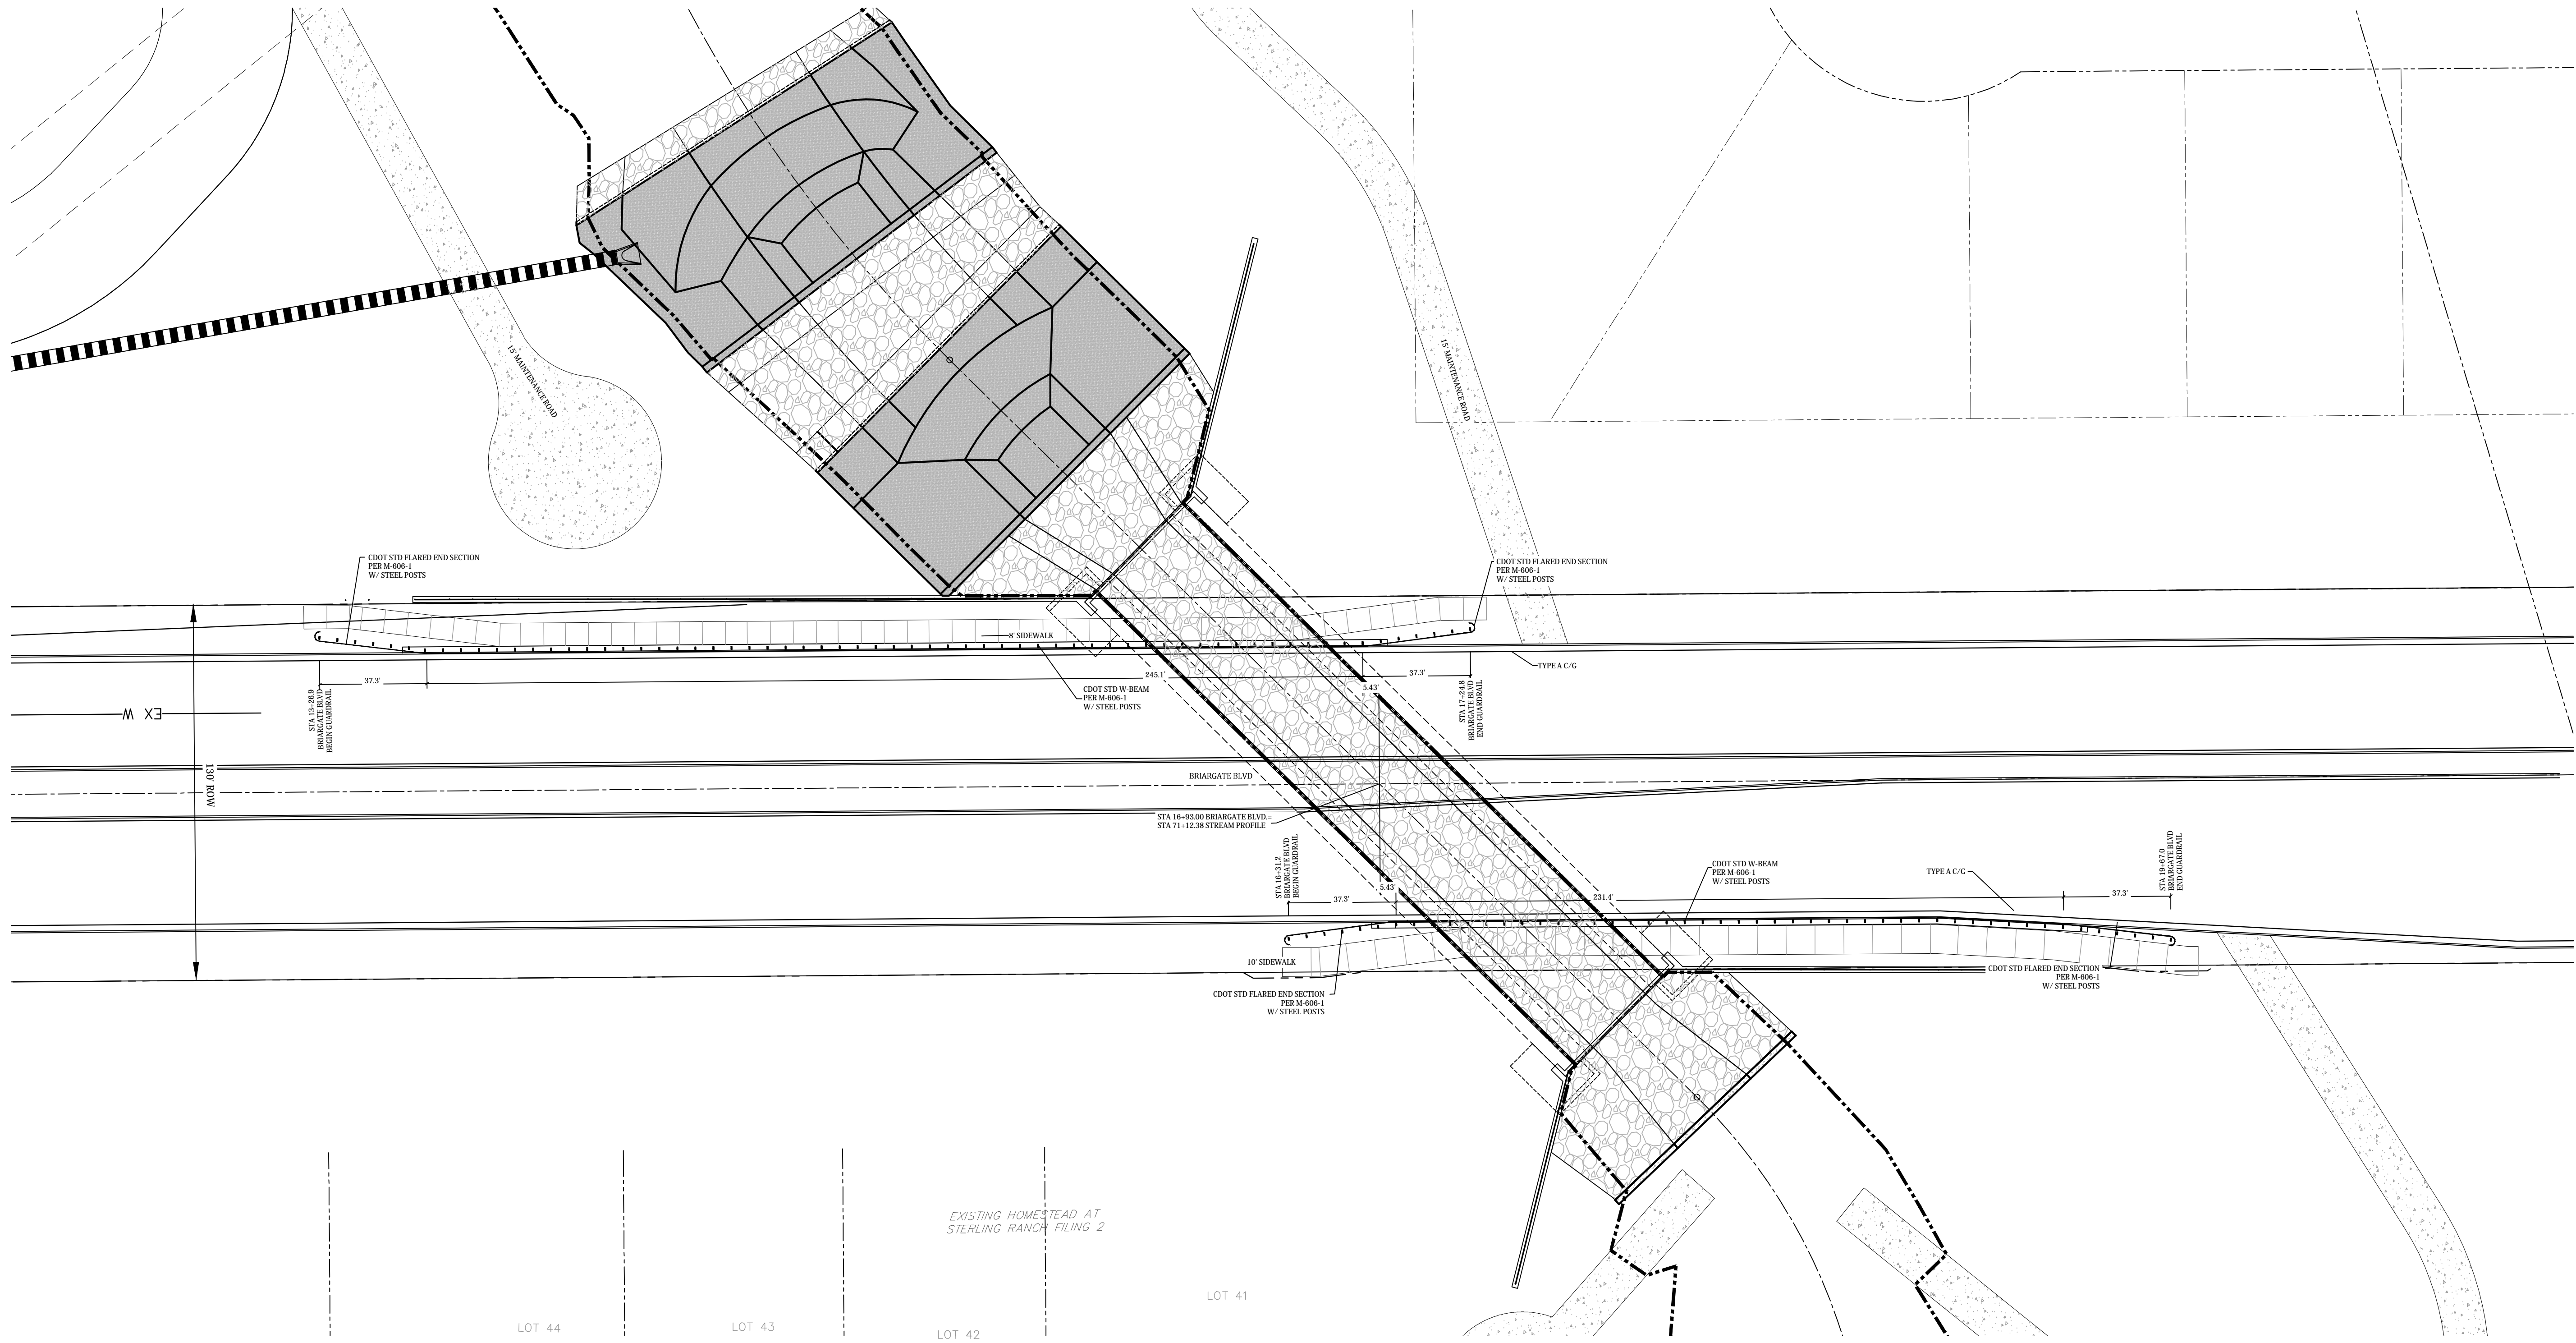 15' MAINTENANCE ROAD
15' MAINTENANCE ROAD
CDOT STD FLARED END SECTION
PER M-606-1
W/ STEEL POSTS
CDOT STD FLARED END SECTION
PER M-606-1
W/ STEEL POSTS
8' SIDEWALK
TYPE A C/G
37.3'
245.1'
37.3'
5.43'
CDOT STD W-BEAM
PER M-606-1
W/ STEEL POSTS
STA 13+26.9
BRIARGATE BLVD
BEGIN GUARDRAIL
STA 17+24.8
BRIARGATE BLVD
END GUARDRAIL
EX W
130' ROW
BRIARGATE BLVD
STA 16+93.00 BRIARGATE BLVD.=
STA 71+12.38 STREAM PROFILE
STA 16+31.2
BRIARGATE BLVD
BEGIN GUARDRAIL
STA 19+67.0
BRIARGATE BLVD
END GUARDRAIL
CDOT STD W-BEAM
PER M-606-1
W/ STEEL POSTS
TYPE A C/G
5.43'
37.3'
231.4'
37.3'
10' SIDEWALK
CDOT STD FLARED END SECTION
PER M-606-1
W/ STEEL POSTS
CDOT STD FLARED END SECTION
PER M-606-1
W/ STEEL POSTS
EXISTING HOMESTEAD AT
STERLING RANCH FILING 2
LOT 41
LOT 44
LOT 43
LOT 42